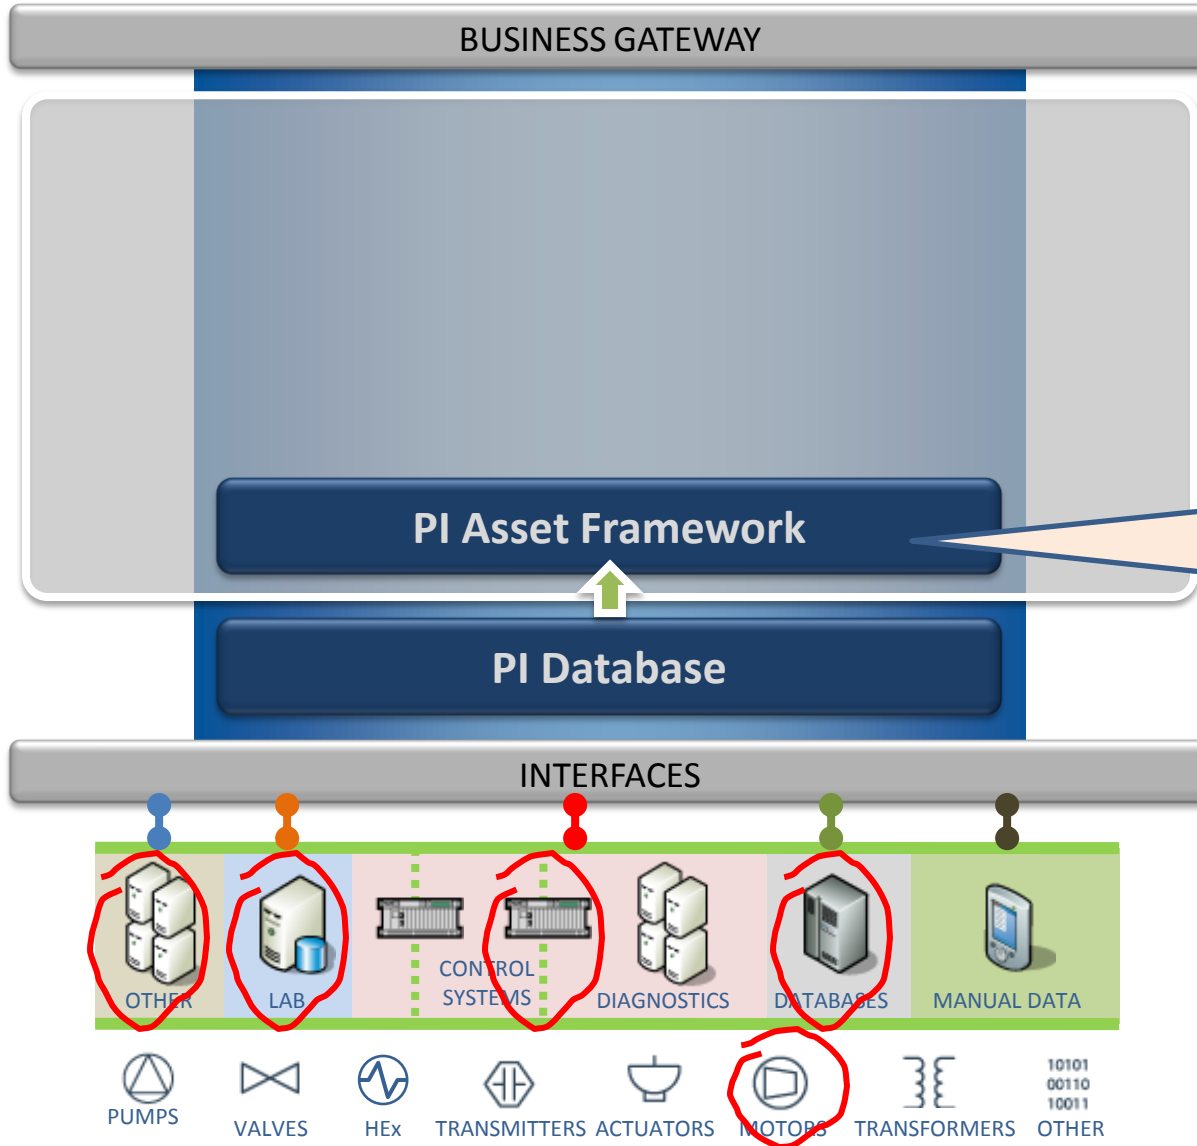 BUSINESS GATEWAY
PI Asset Framework
PI Database
INTERFACES
OTHER
LAB
CONTROL
SYSTEMS
DIAGNOSTICS
DATABASES
MANUAL DATA
10101
00110
10011
PUMPS
VALVES
HEx
TRANSMITTERS
ACTUATORS
MOTORS
TRANSFORMERS
OTHER